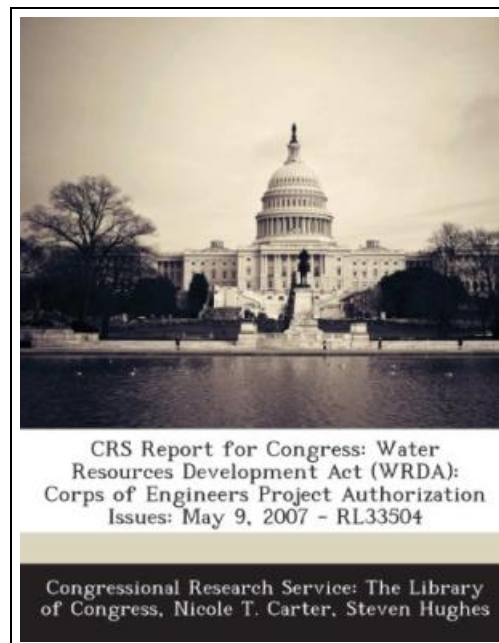 CRS Report for Congress: Water
Resources Development Act (WRDA):
Corps of Engineers Project Authorization
Issues: May 9, 2007 - RL33504
Congressional Research Service: The Library
of Congress, Nicole T. Carter, Steven Hughes